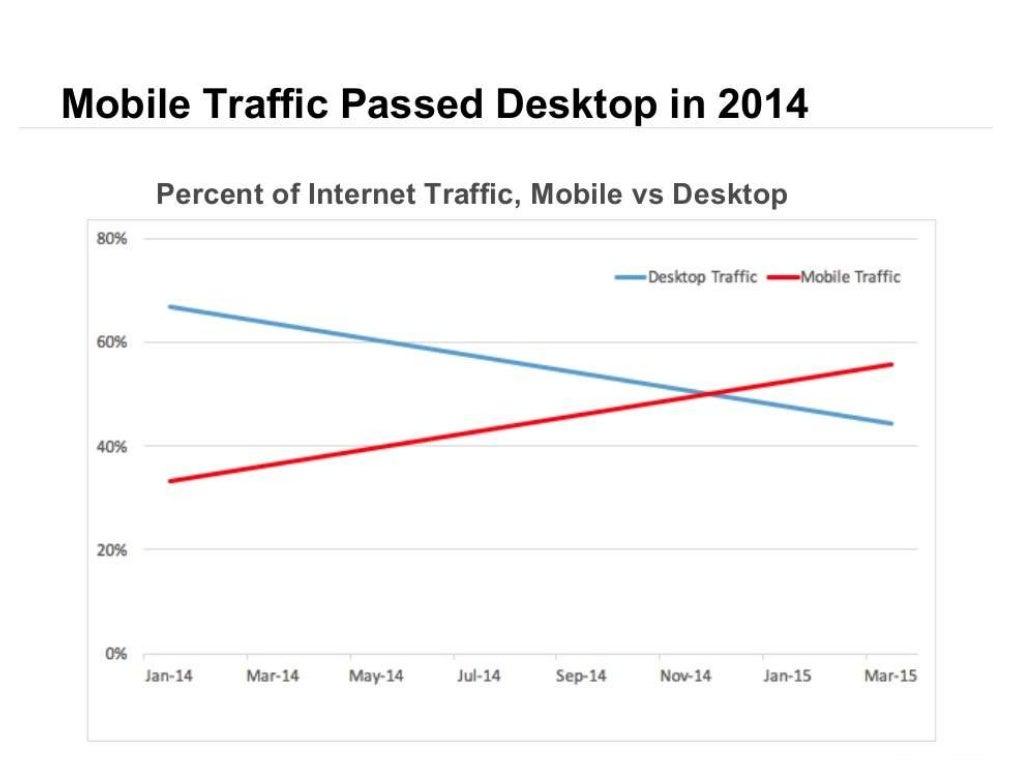 Mobile Traffic Passed Desktop in 2014
Percent of Internet Traffic, Mobile vs Desktop
80%
Desktop Traffic Mobile Traffic
60%
40%
20%
0%
Jan-14 Mar-14 May-14 Jul-14 Sep-14 Nov-14 Jan-15 Mar-15